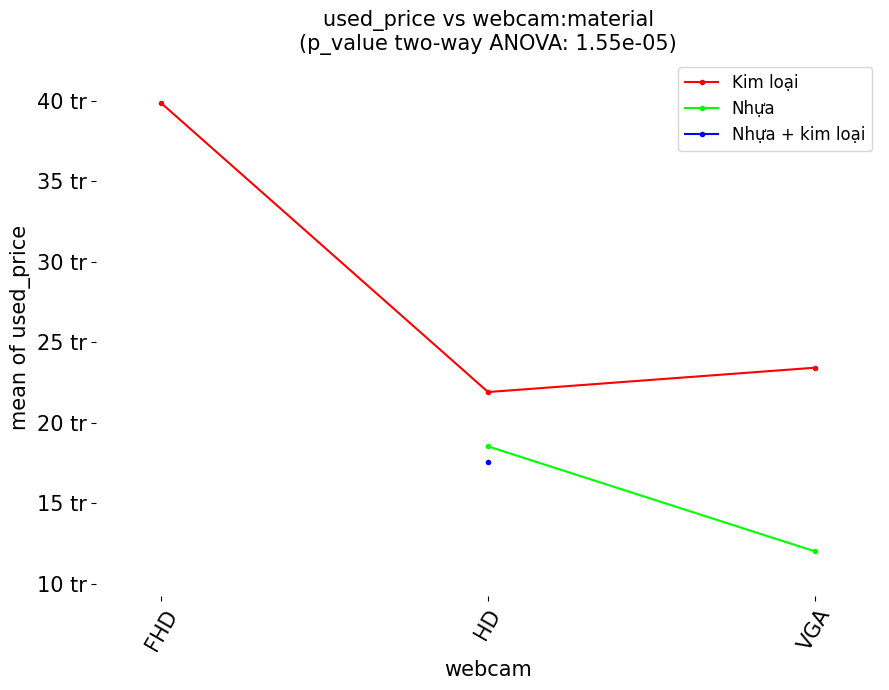 used_price vs webcam:material
(p_value two-way ANOVA: 1.55e-05)
Kim loại
Nhựa
Nhựa + kim loại
40 tr
35 tr
30 tr
25 tr
20 tr
15 tr
10 tr
mean of used_price
FHD
HD
VGA
webcam